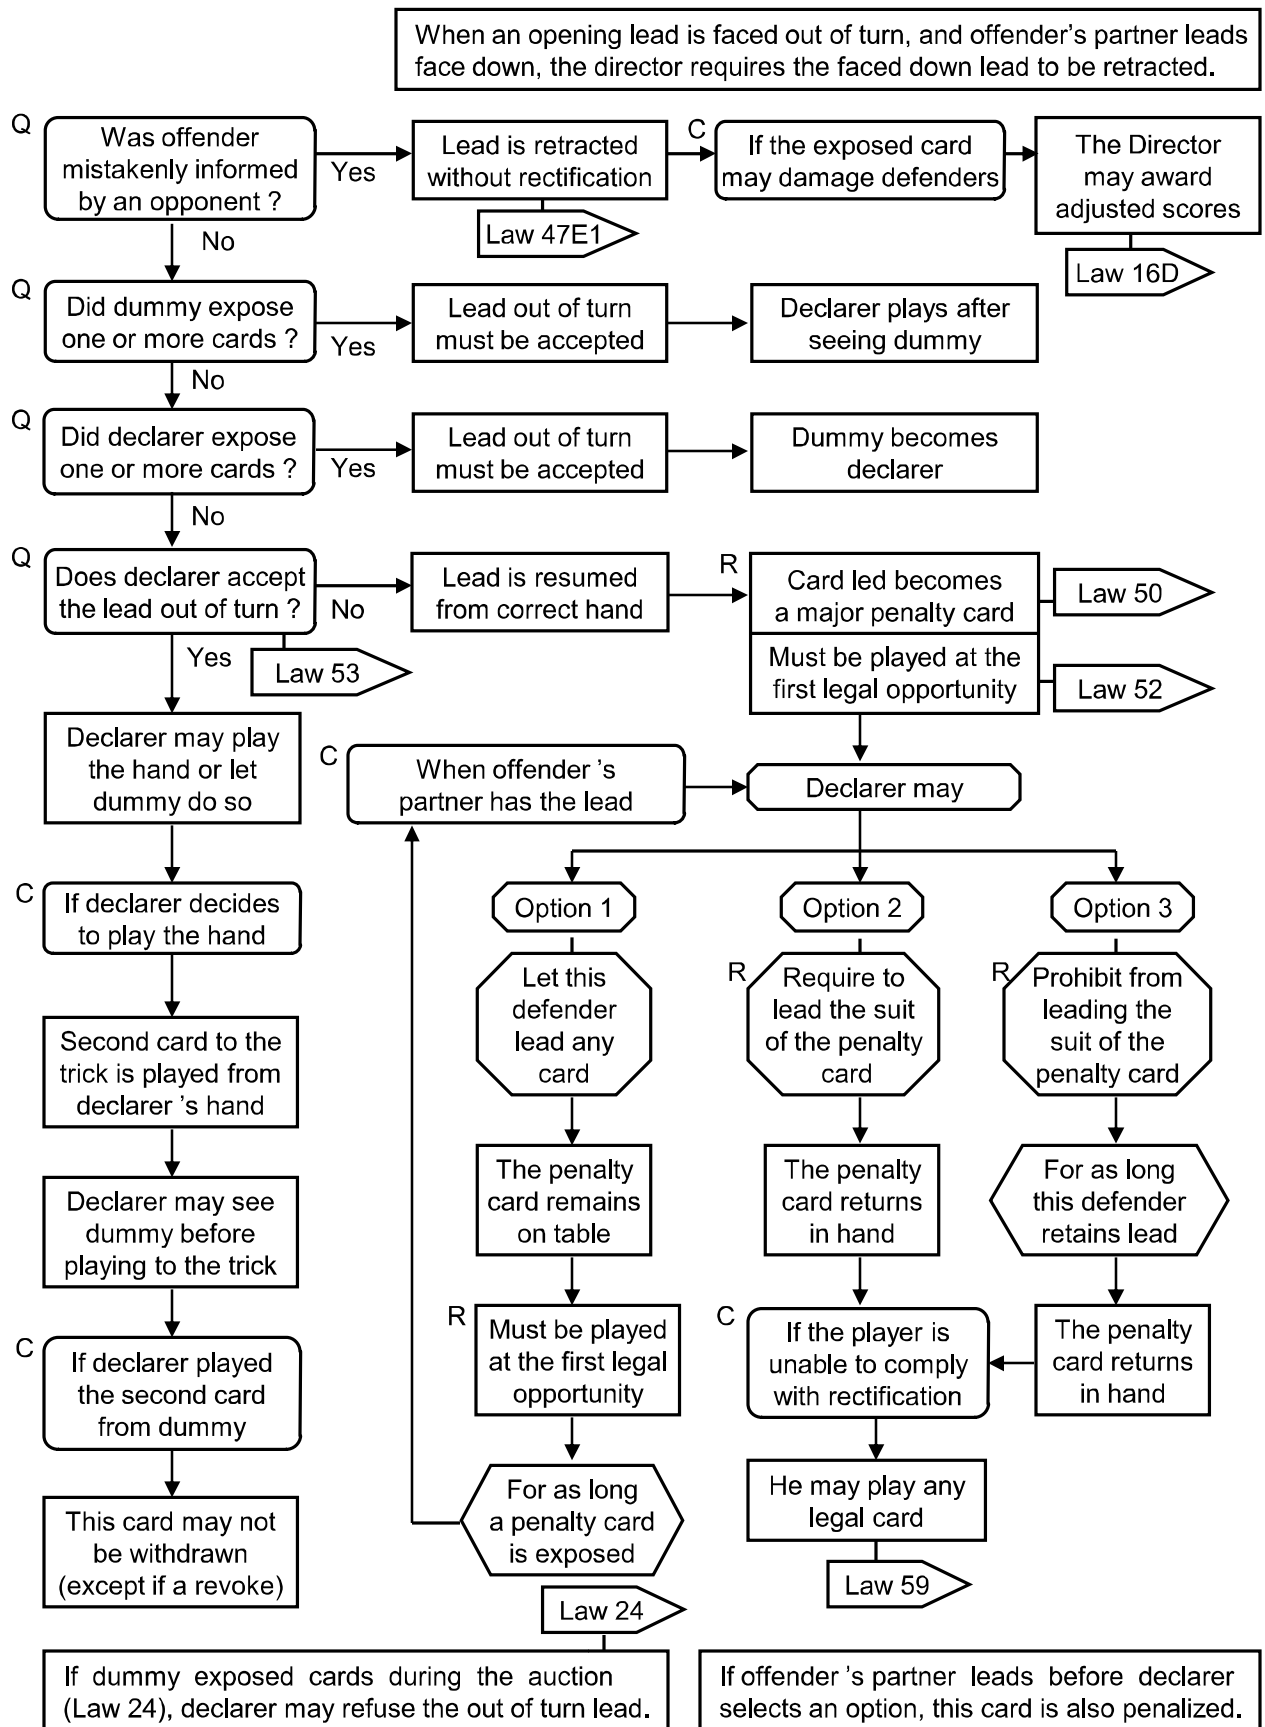 When an opening lead is faced out of turn, and offender's partner leads
face down, the director requires the faced down lead to be retracted.
Q
Was offender
mistakenly informed
by an opponent ?
Yes
Lead is retracted
without rectification
C
If the exposed card
may damage defenders
The Director
may award
adjusted scores
Law 47E1
Law 16D
No
Q
Did dummy expose
one or more cards ?
Yes
Lead out of turn
must be accepted
Declarer plays after
seeing dummy
No
Q
Did declarer expose
one or more cards ?
Yes
Lead out of turn
must be accepted
Dummy becomes
declarer
No
Q
Does declarer accept
the lead out of turn ?
No
Lead is resumed
from correct hand
R
Card led becomes
a major penalty card
Law 50
Must be played at the
first legal opportunity
Law 52
Law 53
Yes
Declarer may play
the hand or let
dummy do so
C
When offender 's
partner has the lead
Declarer may
C
If declarer decides
to play the hand
Option 1
Option 2
Option 3
Let this
defender
lead any
card
R
Require to
lead the suit
of the penalty
card
R
Prohibit from
leading the
suit of the
penalty card
Second card to the
trick is played from
declarer 's hand
The penalty
card remains
on table
The penalty
card returns
in hand
For as long
this defender
retains lead
Declarer may see
dummy before
playing to the trick
R
Must be played
at the first legal
opportunity
C
If the player is
unable to comply
with rectification
The penalty
card returns
in hand
C
If declarer played
the second card
from dummy
For as long
a penalty card
is exposed
He may play any
legal card
This card may not
be withdrawn
(except if a revoke)
Law 59
Law 24
If dummy exposed cards during the auction
(Law 24), declarer may refuse the out of turn lead.
If offender 's partner leads before declarer
selects an option, this card is also penalized.